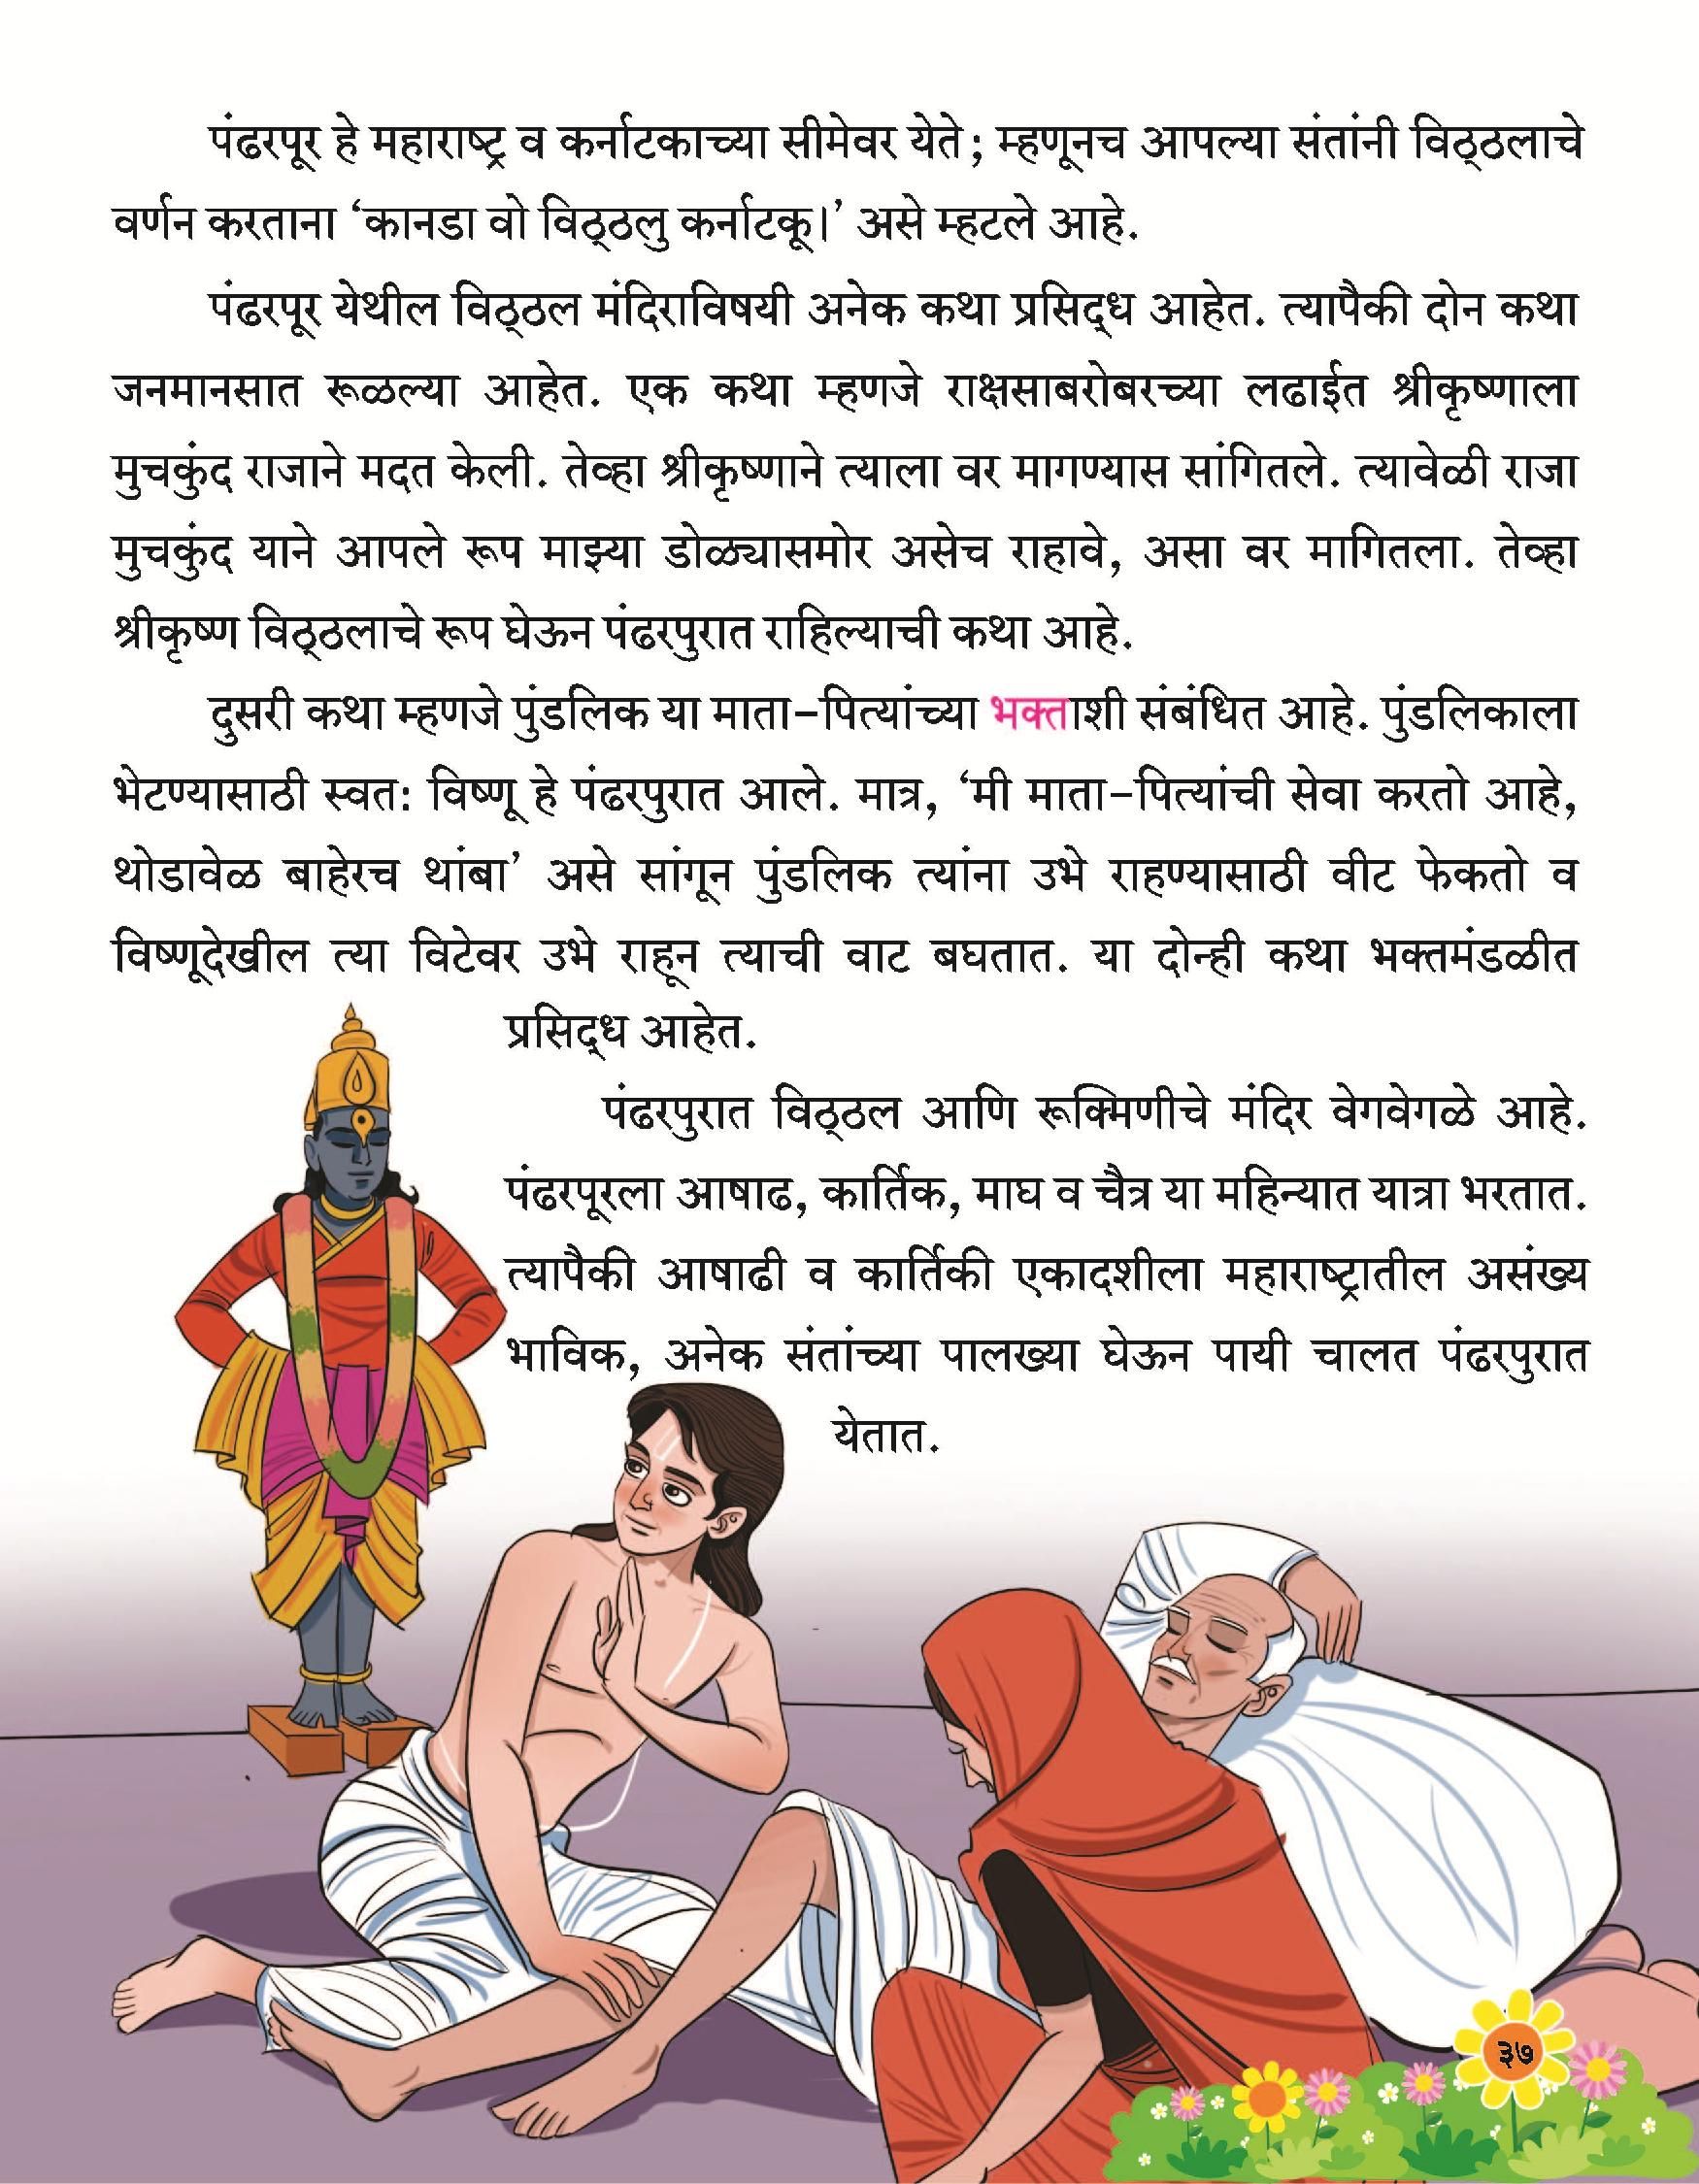 पंढरपूर हे महाराष्ट्र व कर्नाटकाच्या सीमेवर येते; म्हणूनच आपल्या संतांनी विठ्ठलाचे
वर्णन करताना ‘कानडा वो विठ्ठलु कर्नाटकू।’ असे म्हटले आहे.
पंढरपूर येथील विठ्ठल मंदिराविषयी अनेक कथा प्रसिद्ध आहेत. त्यापैकी दोन कथा
जनमानसात रूळल्या आहेत. एक कथा म्हणजे राक्षसाबरोबरच्या लढाईत श्रीकृष्णाला
मुचकुंद राजाने मदत केली. तेव्हा श्रीकृष्णाने त्याला वर मागण्यास सांगितले. त्यावेळी राजा
मुचकुंद याने आपले रूप माझ्या डोळ्यासमोर असेच राहावे, असा वर मागितला. तेव्हा
श्रीकृष्ण विठ्ठलाचे रूप घेऊन पंढरपुरात राहिल्याची कथा आहे.
दुसरी कथा म्हणजे पुंडलिक या माता-पित्यांच्या भक्ताशी संबंधित आहे. पुंडलिकाला
भेटण्यासाठी स्वत: विष्णू हे पंढरपुरात आले. मात्र, ‘मी माता-पित्यांची सेवा करतो आहे,
थोडावेळ बाहेरच थांबा’ असे सांगून पुंडलिक त्यांना उभे राहण्यासाठी वीट फेकतो व
विष्णूदेखील त्या विटेवर उभे राहून त्याची वाट बघतात. या दोन्ही कथा भक्तमंडळीत
प्रसिद्ध आहेत.
पंढरपुरात विठ्ठल आणि रूक्मिणीचे मंदिर वेगवेगळे आहे.
पंढरपूरला आषाढ, कार्तिक, माघ व चैत्र या महिन्यात यात्रा भरतात.
त्यापैकी आषाढी व कार्तिकी एकादशीला महाराष्ट्रातील असंख्य
भाविक, अनेक संतांच्या पालख्या घेऊन पायी चालत पंढरपुरात
येतात.
३७